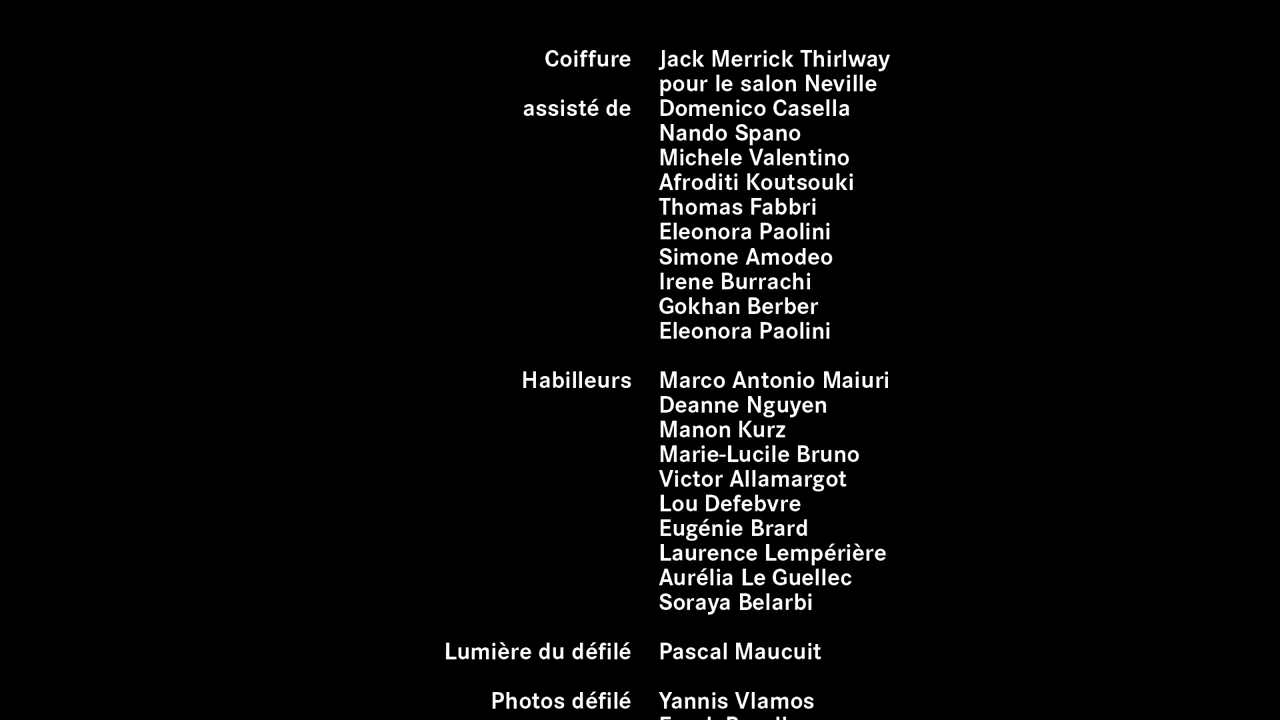 Coiffure Jack Merrick Thirlway
pour le salon Neville
assisté de Domenico Casella
Nando Spano
Michele Valentino
Afroditi Koutsouki
Thomas Fabbri
Eleonora Paolini
Simone Amodeo
Irene Burrachi
Gokhan Berber
Eleonora Paolini
Habilleurs Marco Antonio Maiuri
Deanne Nguyen
Manon Kurz
Marie-Lucile Bruno
Victor Allamargot
Lou Defebvre
Eugénie Brard
Laurence Lempérière
Aurélia Le Guellec
Soraya Belarbi
Lumière du défilé Pascal Maucuit
Photos défilé Yannis Vlamos